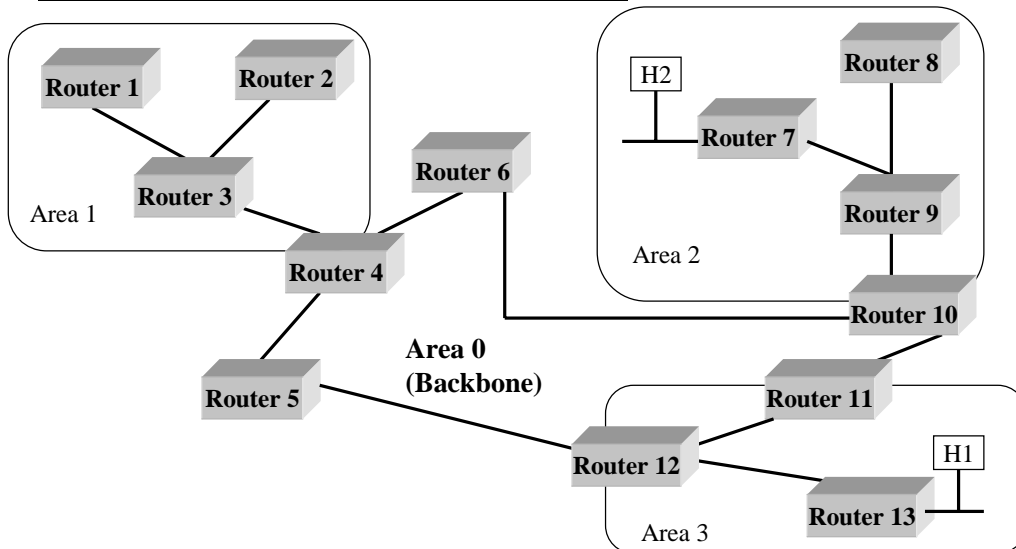 Router 1
Router 2
Router 3
Area 1
Router 4
Router 6
Router 5
Area 0
(Backbone)
H2
Router 7
Router 8
Router 9
Area 2
Router 10
Router 11
Router 12
H1
Router 13
Area 3